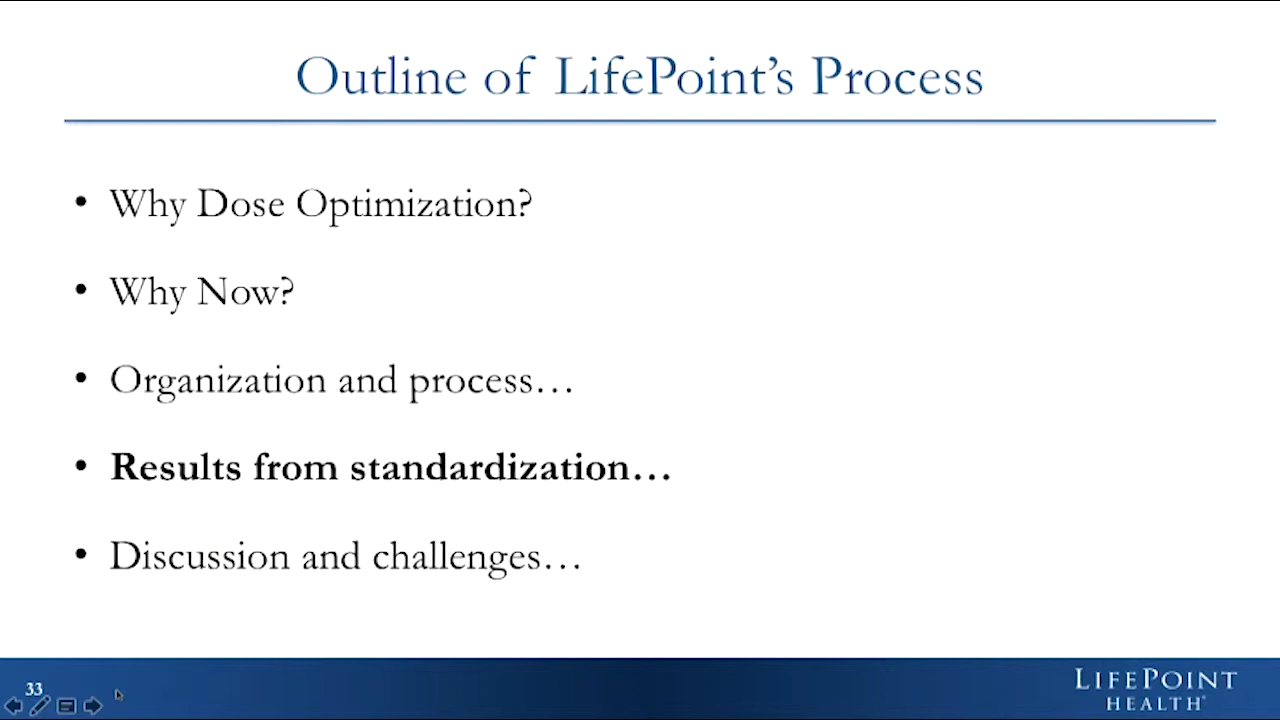 Outline of LifePoint's Process
• Why Dose Optimization?
• Why Now?
• Organization and process…
• Results from standardization…
• Discussion and challenges…
33
LIFEPOINT
HEALTH®